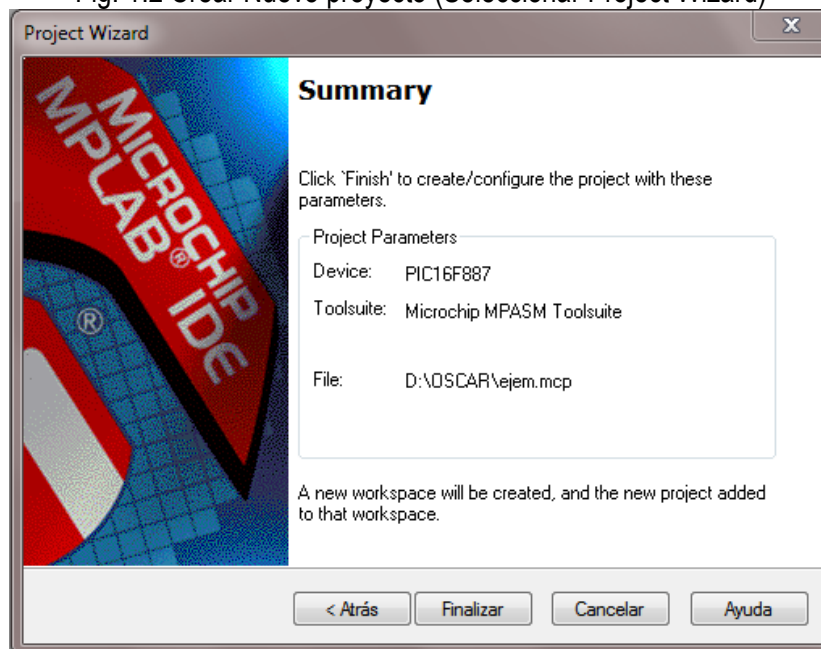 Fig. 1.2 Crear Nuevo proyecto (Seleccionar Project Wizard)
Project Wizard
MICROCHIP
MPLAB® IDE
®
Summary
Click `Finish' to create/configure the project with these
parameters.
Project Parameters
Device: PIC16F887
Toolsuite: Microchip MPASM Toolsuite
File: D:\OSCAR\ejem.mcp
A new workspace will be created, and the new project added
to that workspace.
< Atrás
Finalizar
Cancelar
Ayuda